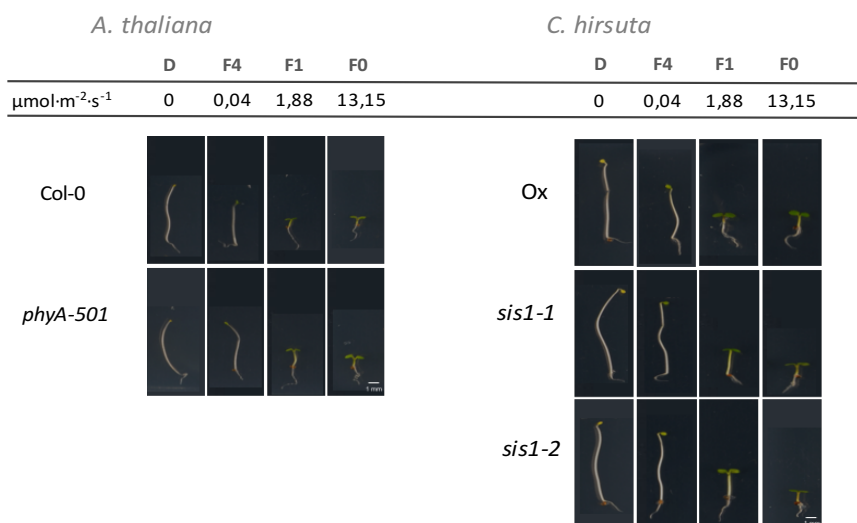 A. thaliana C. hirsuta
D F4 F1 F0 D F4 F1 F0
μmol·m⁻²·s⁻¹ 0 0,04 1,88 13,15 0 0,04 1,88 13,15
Col-0 Ox
phyA-501 sis1-1
1 mm
sis1-2